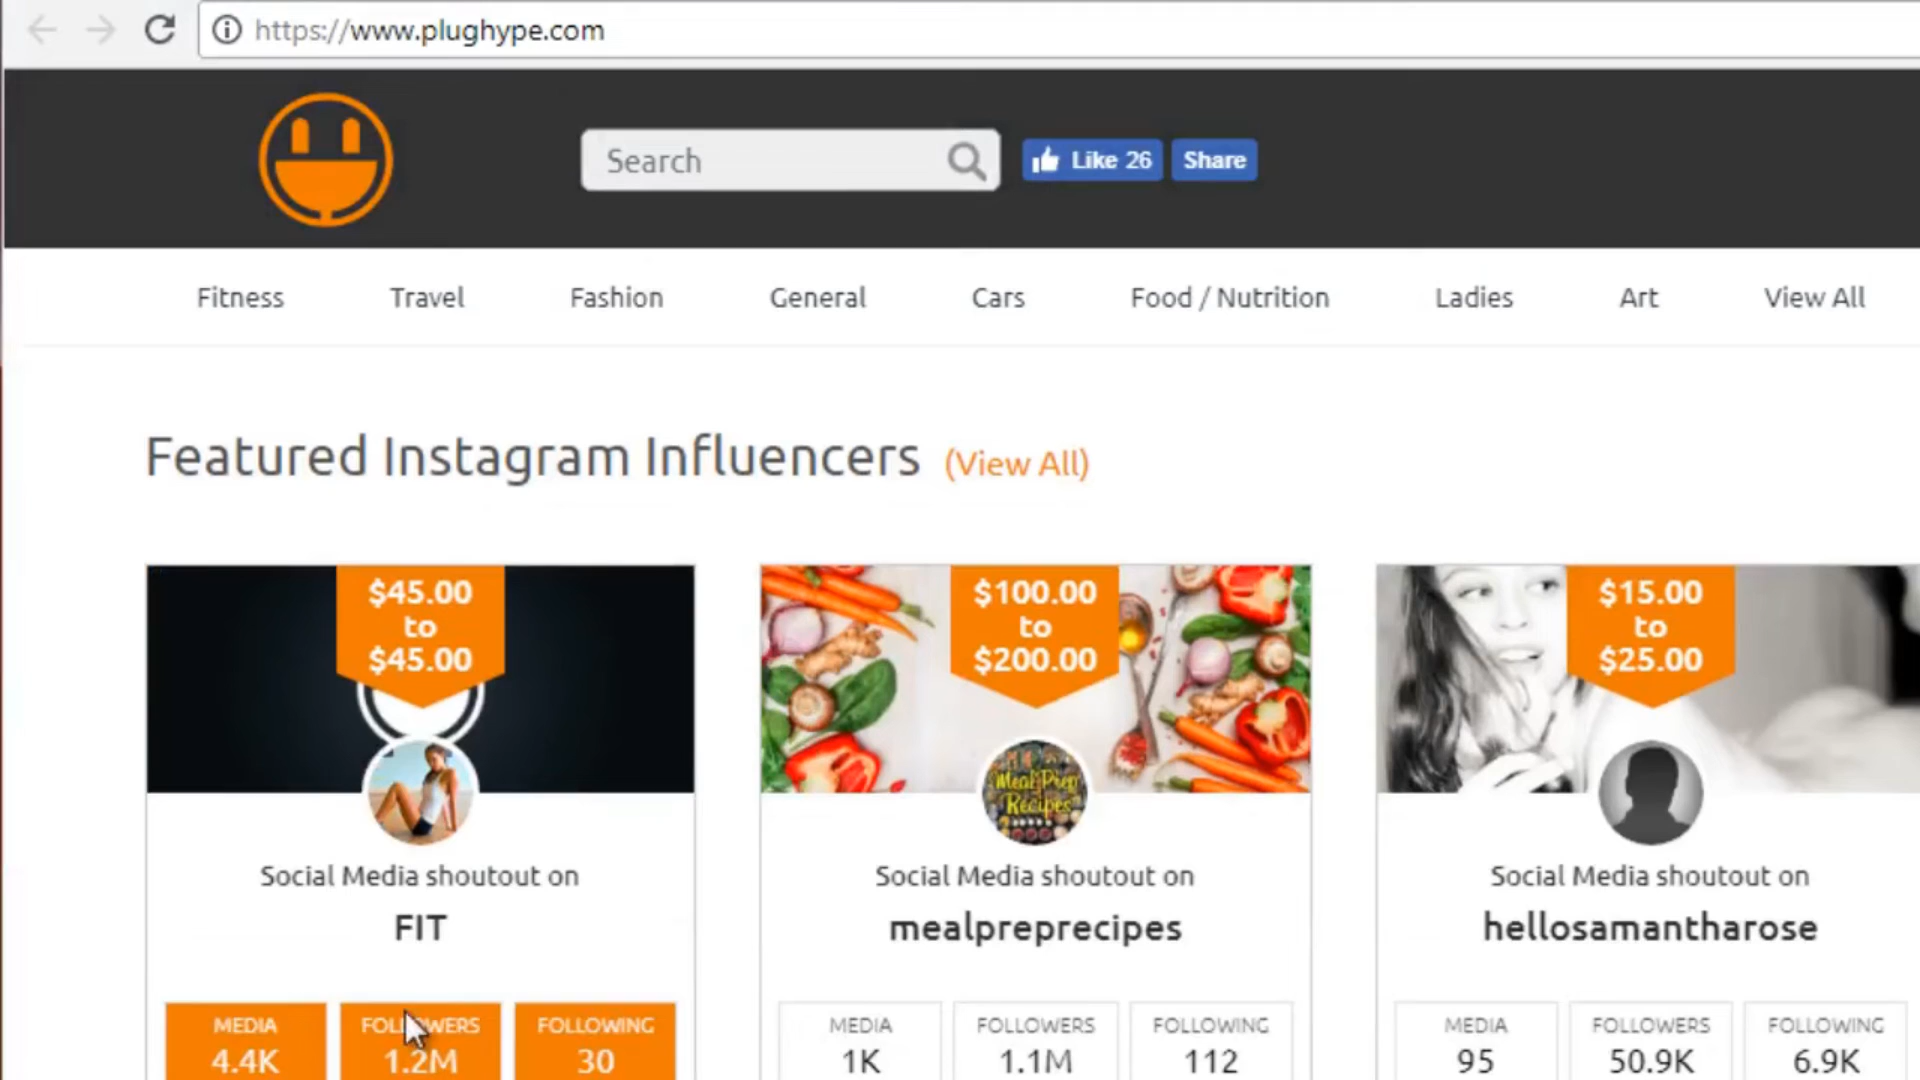 https://www.plughype.com
Search
Like 26
Share
Fitness
Travel
Fashion
General
Cars
Food / Nutrition
Ladies
Art
View All
Featured Instagram Influencers (View All)
$45.00
to
$45.00
Social Media shoutout on
FIT
MEDIA
4.4K
FOLLOWERS
1.2M
FOLLOWING
30
$100.00
to
$200.00
Meal Prep
Recipes
Social Media shoutout on
mealpreprecipes
MEDIA
1K
FOLLOWERS
1.1M
FOLLOWING
112
$15.00
to
$25.00
Social Media shoutout on
hellosamantharose
MEDIA
95
FOLLOWERS
50.9K
FOLLOWING
6.9K